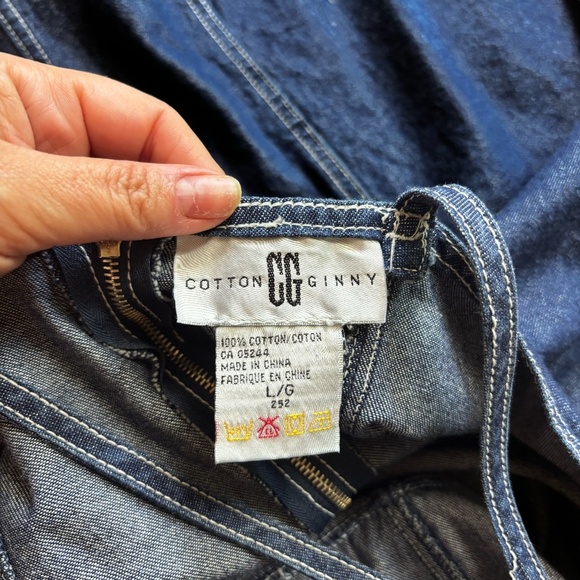 COTTON CG GINNY
100% COTTON/COTON
CA 05244
MADE IN CHINA
FABRIQUE EN CHINE
L/G
252